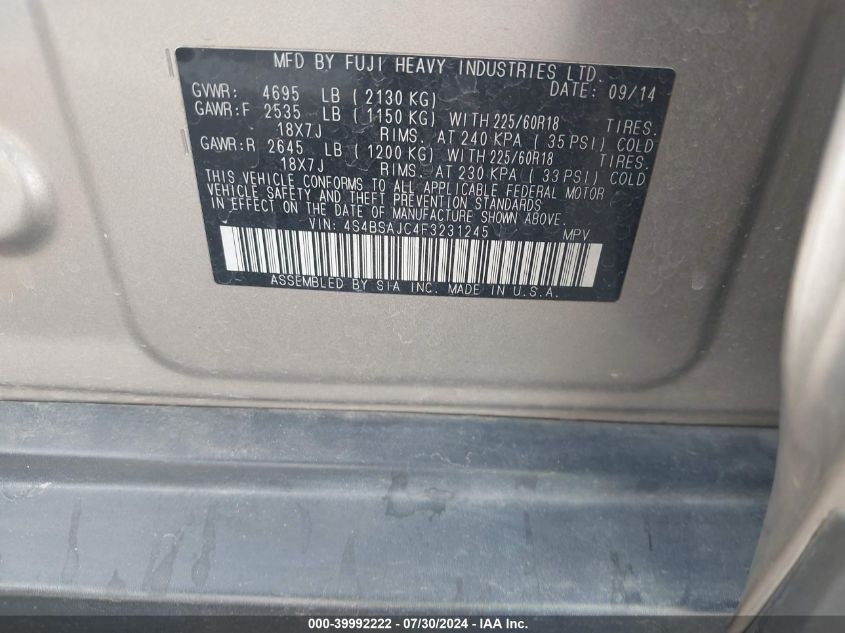 MFD BY FUJI HEAVY INDUSTRIES LTD.
GVWR: 4695 LB (2130 KG) DATE: 09/14
GAWR:F 2535 LB (1150 KG) WITH 225/60R18 TIRES.
18X7J RIMS. AT 240 KPA (35 PSI) COLD
GAWR:R 2645 LB (1200 KG) WITH 225/60R18 TIRES.
18X7J RIMS. AT 230 KPA (33 PSI) COLD
THIS VEHICLE CONFORMS TO ALL APPLICABLE FEDERAL MOTOR
VEHICLE SAFETY AND THEFT PREVENTION STANDARDS
IN EFFECT ON THE DATE OF MANUFACTURE SHOWN ABOVE.
VIN: 4S4BSAJC4F3231245 MPV
ASSEMBLED BY SIA INC. MADE IN U.S.A.
000-39992222 - 07/30/2024 - IAA Inc.